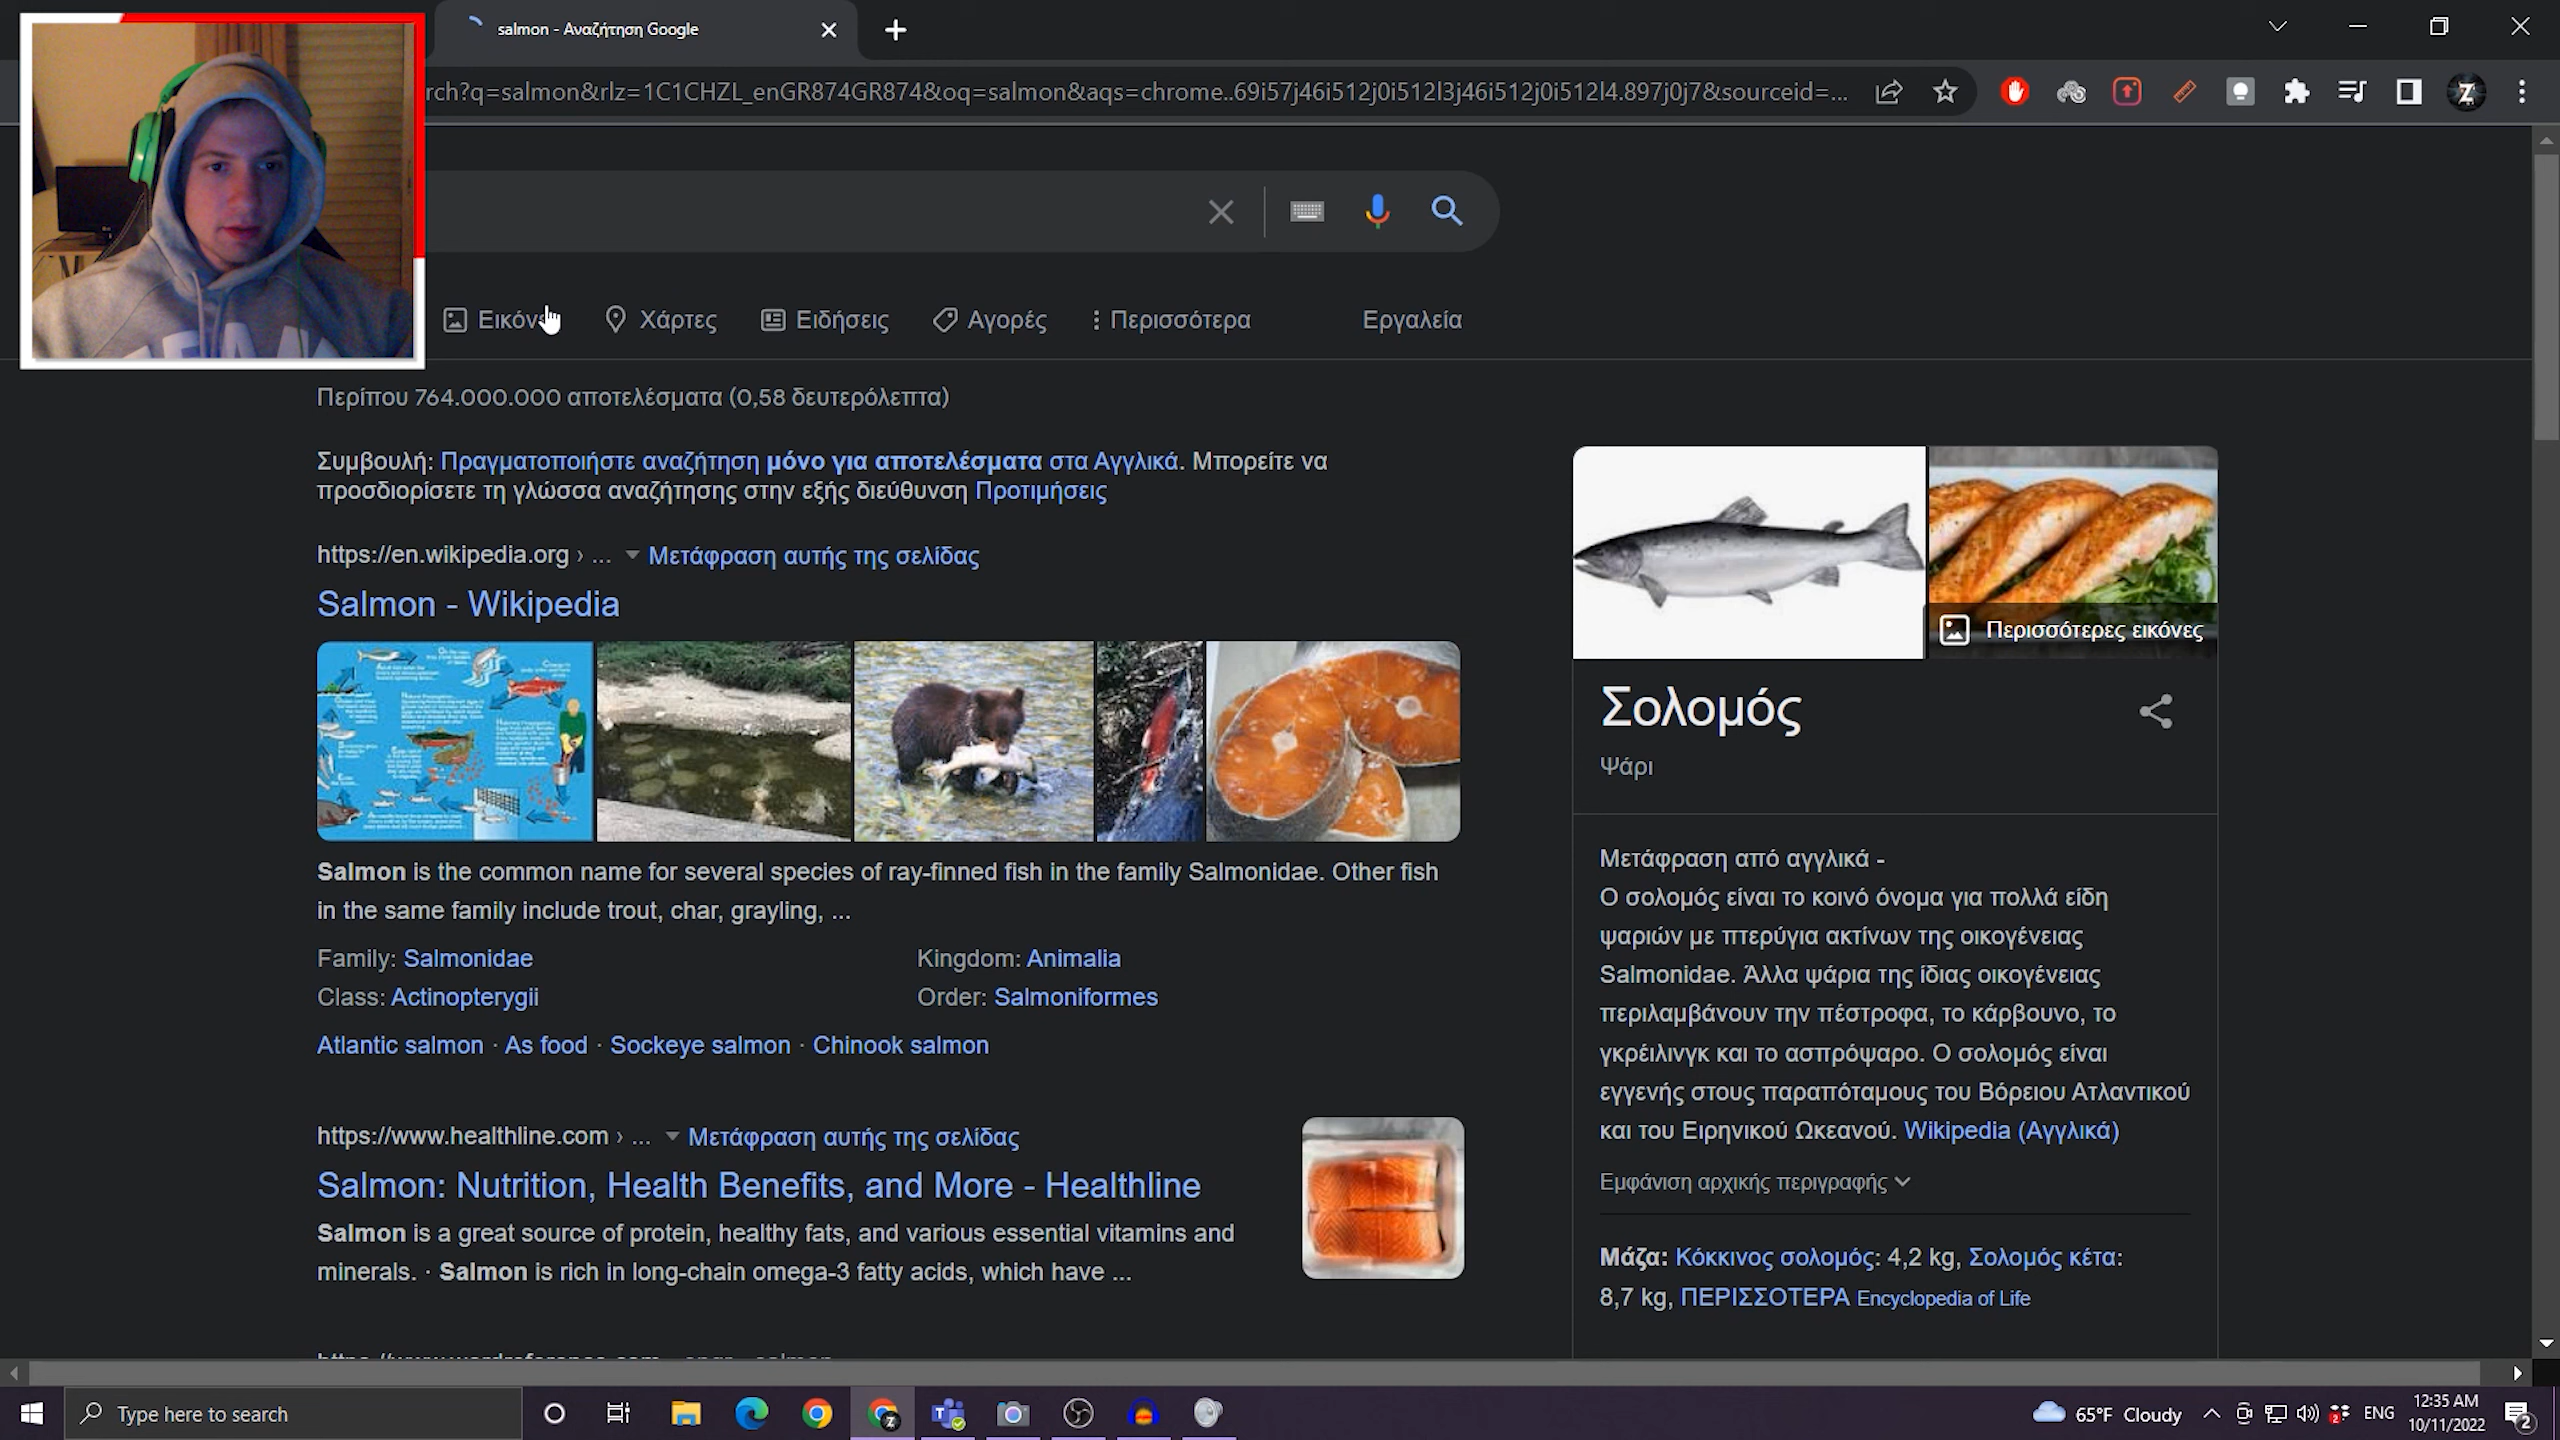 salmon - Αναζήτηση Google
rch?q=salmon&rlz=1C1CHZL_enGR874GR874&oq=salmon&aqs=chrome..69i57j46i512j0i512l3j46i512j0i512l4.897j0j7&sourceid=...
Χάρτες
Ειδήσεις
Αγορές
Περισσότερα
Εργαλεία
Περίπου 764.000.000 αποτελέσματα (0,58 δευτερόλεπτα)
Συμβουλή: Πραγματοποιήστε αναζήτηση μόνο για αποτελέσματα στα Αγγλικά. Μπορείτε να
προσδιορίσετε τη γλώσσα αναζήτησης στην εξής διεύθυνση Προτιμήσεις
https://en.wikipedia.org › ... Μετάφραση αυτής της σελίδας
Salmon - Wikipedia
Salmon is the common name for several species of ray-finned fish in the family Salmonidae. Other fish
in the same family include trout, char, grayling, ...
Family: Salmonidae
Kingdom: Animalia
Class: Actinopterygii
Order: Salmoniformes
Atlantic salmon · As food · Sockeye salmon · Chinook salmon
https://www.healthline.com › ... Μετάφραση αυτής της σελίδας
Salmon: Nutrition, Health Benefits, and More - Healthline
Salmon is a great source of protein, healthy fats, and various essential vitamins and
minerals. · Salmon is rich in long-chain omega-3 fatty acids, which have ...
Περισσότερες εικόνες
Σολομός
Ψάρι
Μετάφραση από αγγλικά -
Ο σολομός είναι το κοινό όνομα για πολλά είδη
ψαριών με πτερύγια ακτίνων της οικογένειας
Salmonidae. Άλλα ψάρια της ίδιας οικογένειας
περιλαμβάνουν την πέστροφα, το κάρβουνο, το
γκρέιλινγκ και το ασπρόψαρο. Ο σολομός είναι
εγγενής στους παραπόταμους του Βόρειου Ατλαντικού
και του Ειρηνικού Ωκεανού. Wikipedia (Αγγλικά)
Εμφάνιση αρχικής περιγραφής
Μάζα: Κόκκινος σολομός: 4,2 kg, Σολομός κέτα:
8,7 kg, ΠΕΡΙΣΣΟΤΕΡΑ Encyclopedia of Life
Type here to search
65°F Cloudy
ENG
12:35 AM
10/11/2022
2